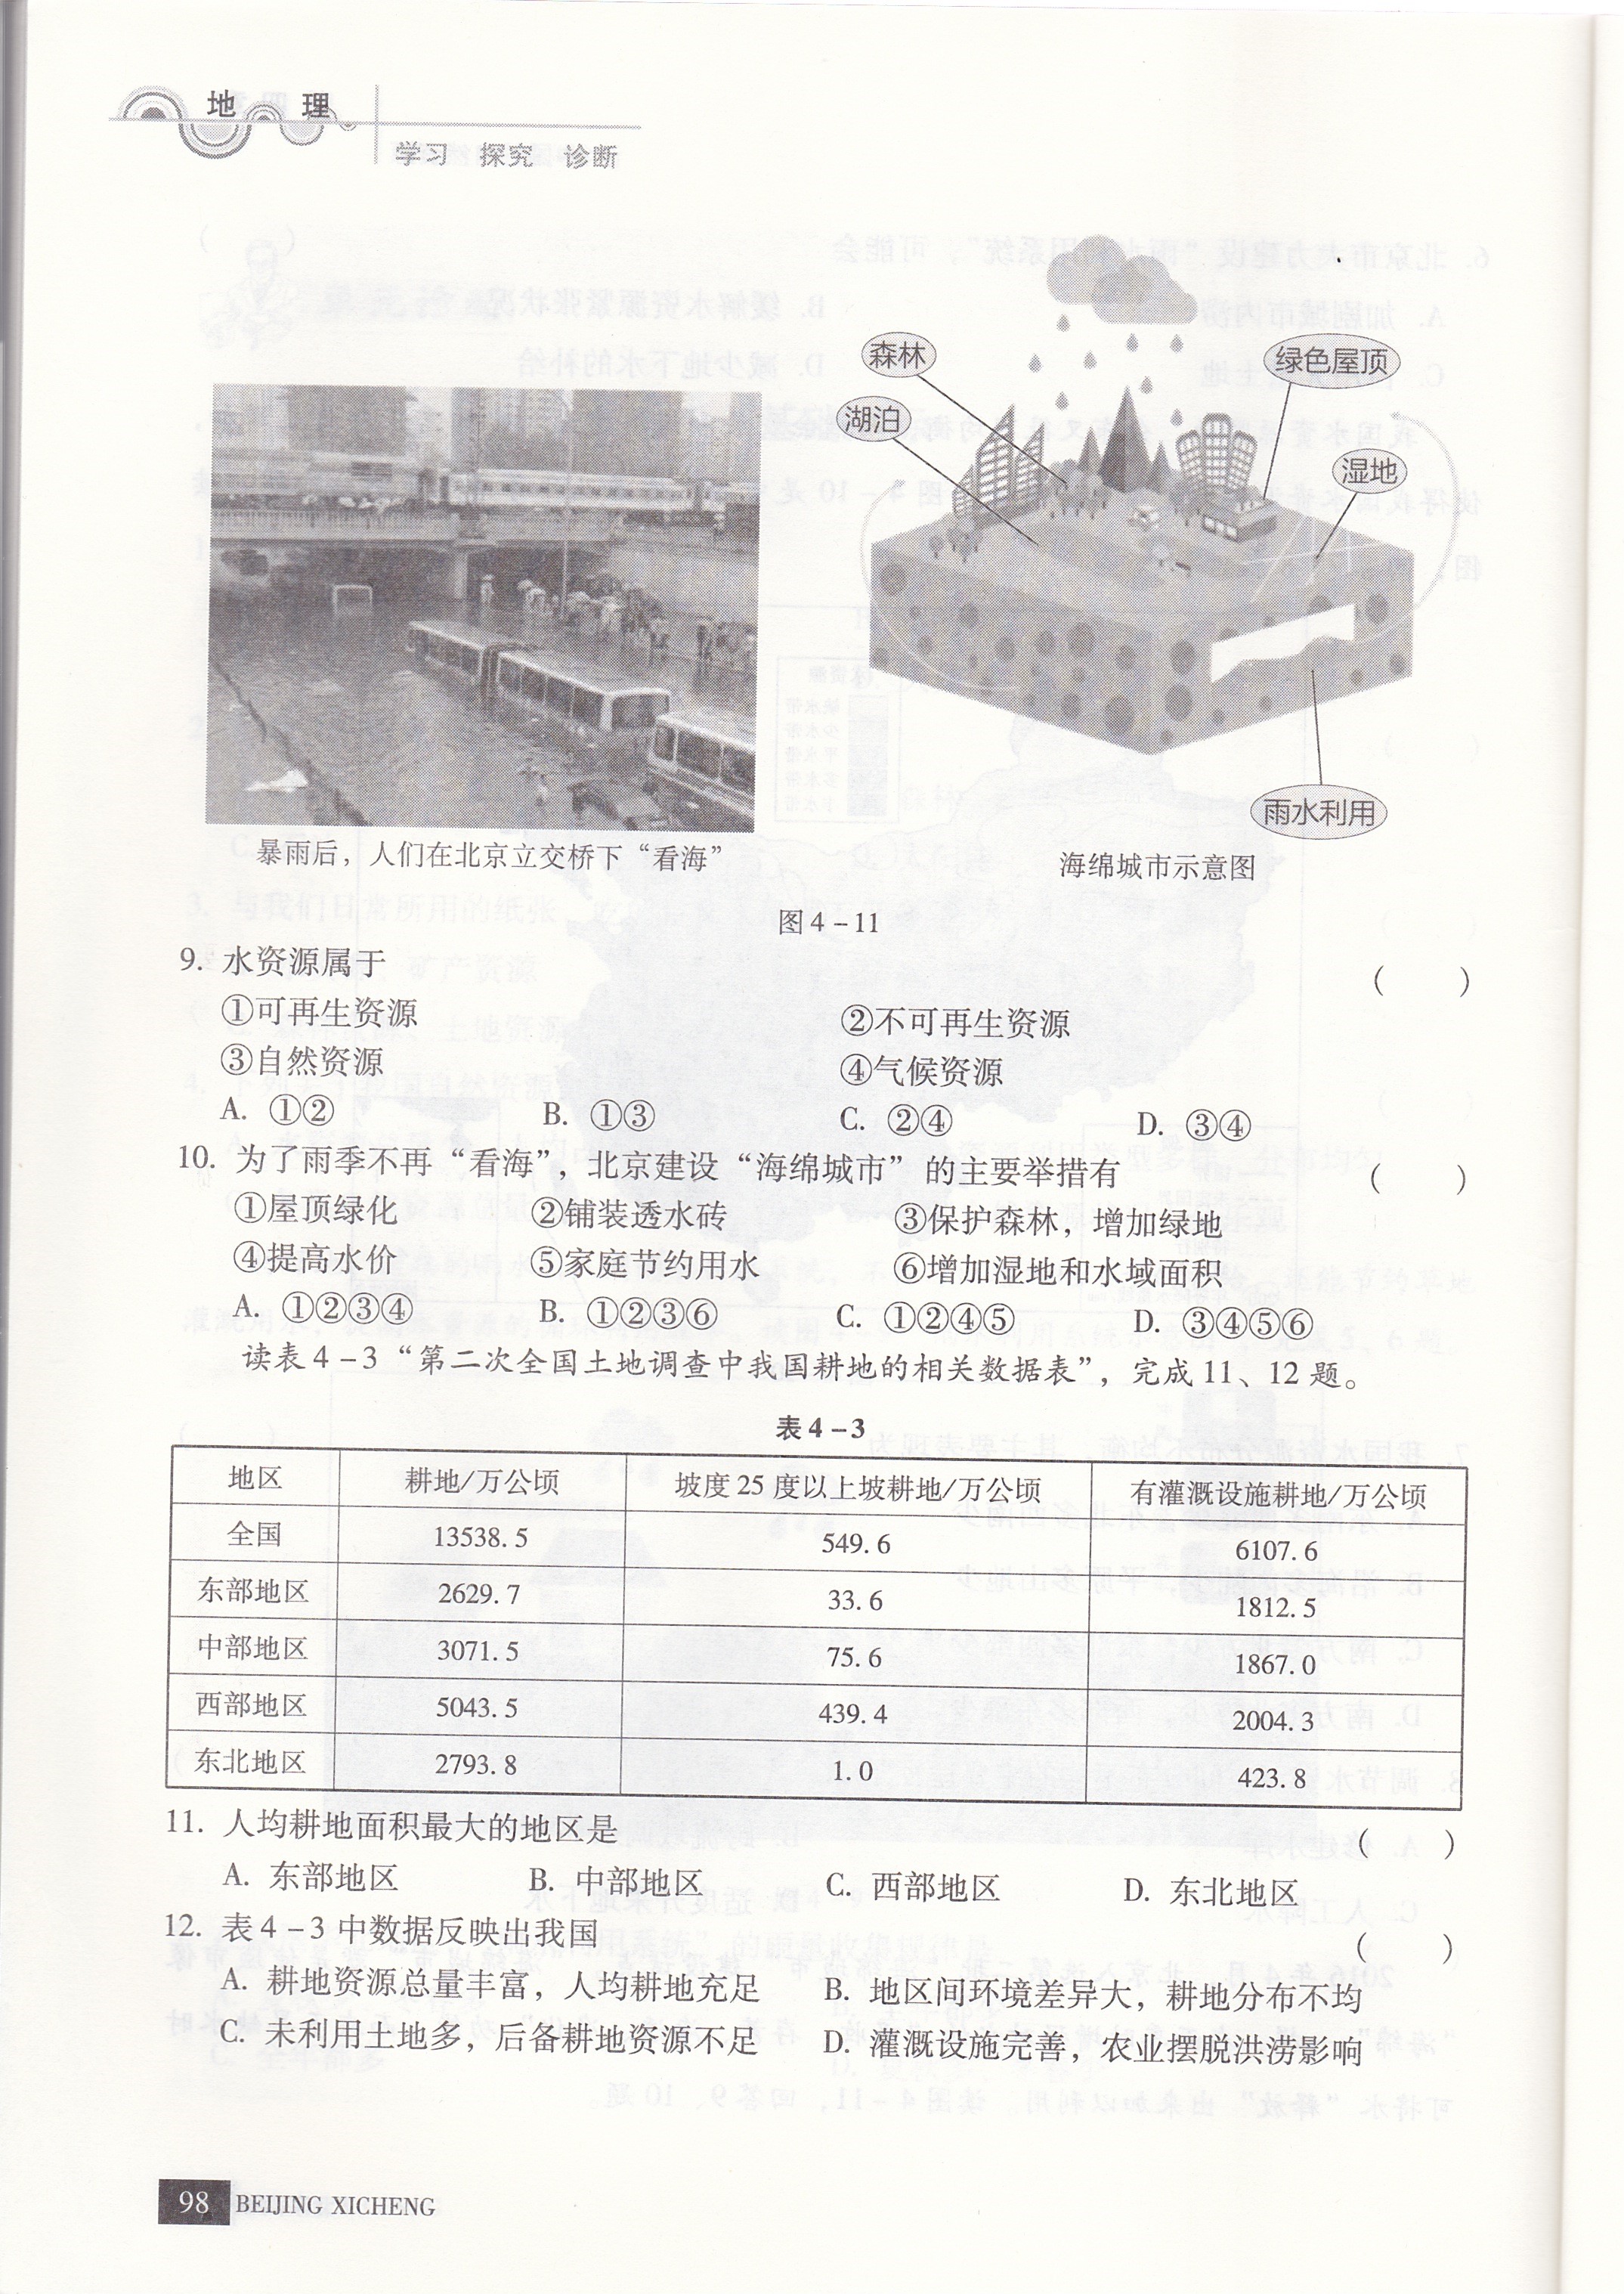 地 理
学习 探究 诊断
森林
湖泊
绿色屋顶
湿地
雨水利用
暴雨后，人们在北京立交桥下“看海”
海绵城市示意图
图4-11
9. 水资源属于 （ ）
①可再生资源 ②不可再生资源
③自然资源 ④气候资源
A. ①② B. ①③ C. ②④ D. ③④
10. 为了雨季不再“看海”，北京建设“海绵城市”的主要举措有 （ ）
①屋顶绿化 ②铺装透水砖 ③保护森林，增加绿地
④提高水价 ⑤家庭节约用水 ⑥增加湿地和水域面积
A. ①②③④ B. ①②③⑥ C. ①②④⑤ D. ③④⑤⑥
读表4-3“第二次全国土地调查中我国耕地的相关数据表”，完成11、12题。
表4-3
地区 耕地/万公顷 坡度25度以上坡耕地/万公顷 有灌溉设施耕地/万公顷
全国 13538.5 549.6 6107.6
东部地区 2629.7 33.6 1812.5
中部地区 3071.5 75.6 1867.0
西部地区 5043.5 439.4 2004.3
东北地区 2793.8 1.0 423.8
11. 人均耕地面积最大的地区是 （ ）
A. 东部地区 B. 中部地区 C. 西部地区 D. 东北地区
12. 表4-3中数据反映出我国 （ ）
A. 耕地资源总量丰富，人均耕地充足 B. 地区间环境差异大，耕地分布不均
C. 未利用土地多，后备耕地资源不足 D. 灌溉设施完善，农业摆脱洪涝影响
98 BEIJING XICHENG